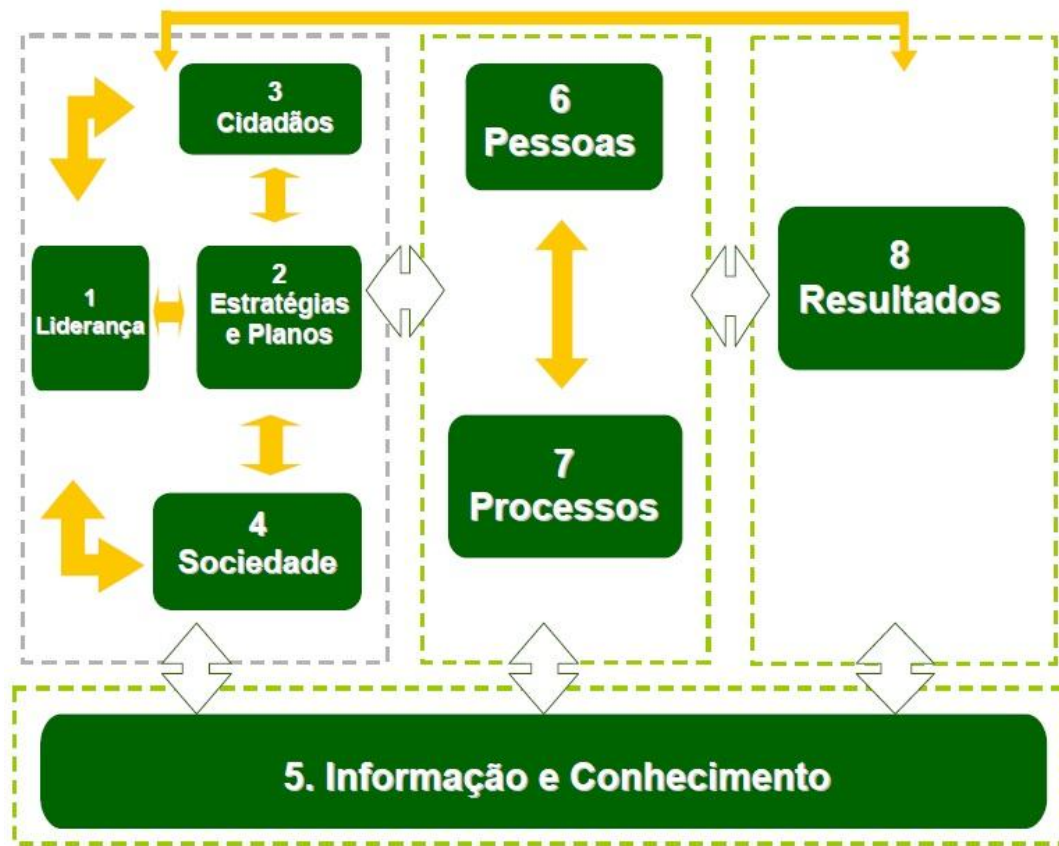 3
Cidadãos
6
Pessoas
1
Liderança
2
Estratégias
e Planos
8
Resultados
7
Processos
4
Sociedade
5. Informação e Conhecimento